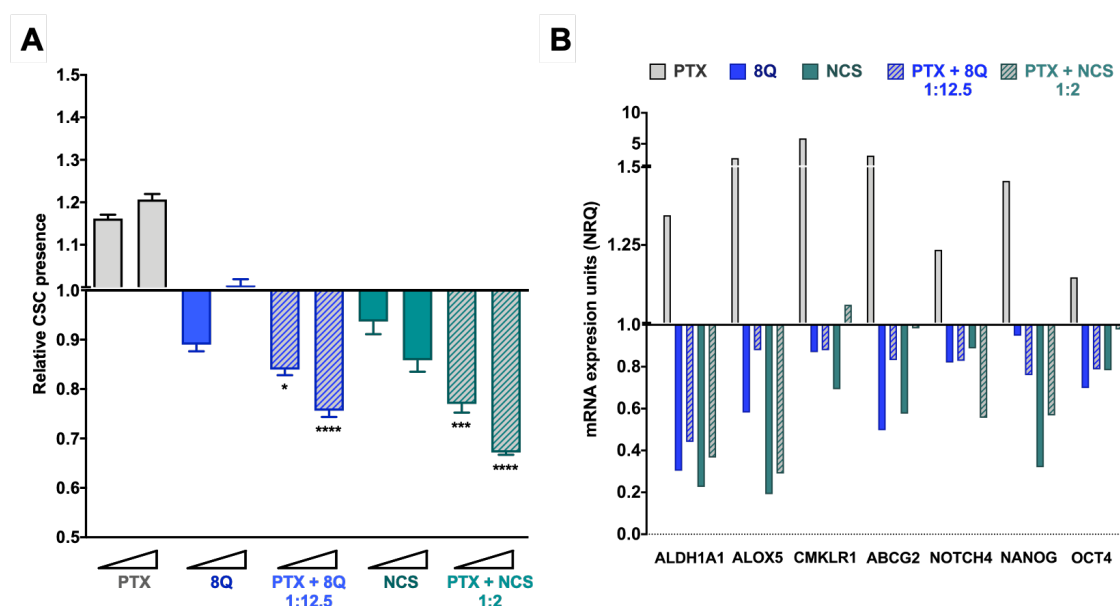 A
Relative CSC presence
1.5
1.4
1.3
1.2
1.1
1.0
0.9
0.8
0.7
0.6
0.5
*
****
***
****
PTX
8Q
PTX + 8Q
1:12.5
NCS
PTX + NCS
1:2
B
PTX
8Q
NCS
PTX + 8Q
1:12.5
PTX + NCS
1:2
mRNA expresion units (NRQ)
10
5
1.5
1.25
1.0
0.8
0.6
0.4
0.2
0.0
ALDH1A1 ALOX5 CMKLR1 ABCG2 NOTCH4 NANOG OCT4